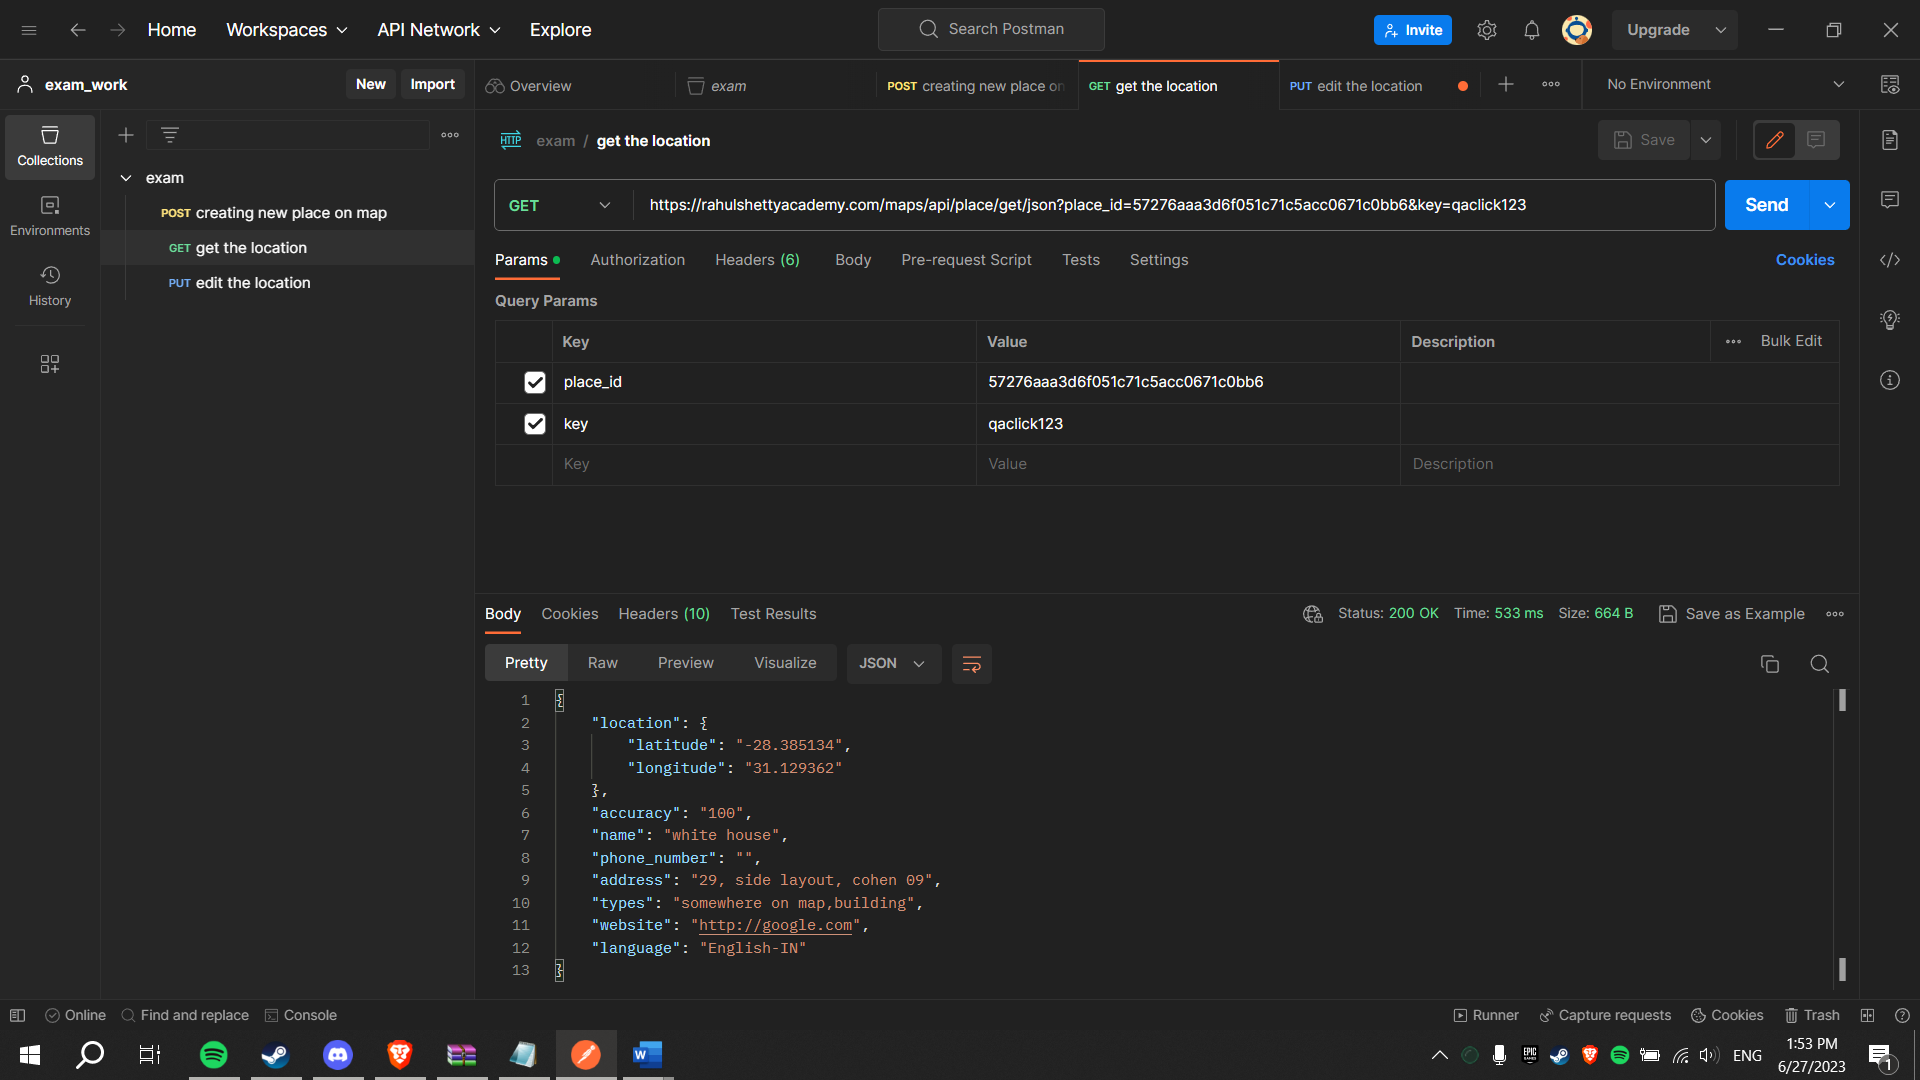 Home Workspaces API Network Explore Search Postman Invite Upgrade
exam_work New Import Overview exam POST creating new place on GET get the location PUT edit the location No Environment
Collections
Environments
History
exam
POST creating new place on map
GET get the location
PUT edit the location
HTTP exam / get the location Save
GET https://rahulshettyacademy.com/maps/api/place/get/json?place_id=57276aaa3d6f051c71c5acc0671c0bb6&key=qaclick123 Send
Params Authorization Headers (6) Body Pre-request Script Tests Settings Cookies
Query Params
Key Value Description Bulk Edit
place_id 57276aaa3d6f051c71c5acc0671c0bb6
key qaclick123
Key Value Description
Body Cookies Headers (10) Test Results Status: 200 OK Time: 533 ms Size: 664 B Save as Example
Pretty Raw Preview Visualize JSON
1 {
2 "location": {
3 "latitude": "-28.385134",
4 "longitude": "31.129362"
5 },
6 "accuracy": "100",
7 "name": "white house",
8 "phone_number": "",
9 "address": "29, side layout, cohen 09",
10 "types": "somewhere on map,building",
11 "website": "http://google.com",
12 "language": "English-IN"
13 }
Online Find and replace Console Runner Capture requests Cookies Trash
W EPIC ENG 1:53 PM
6/27/2023 1